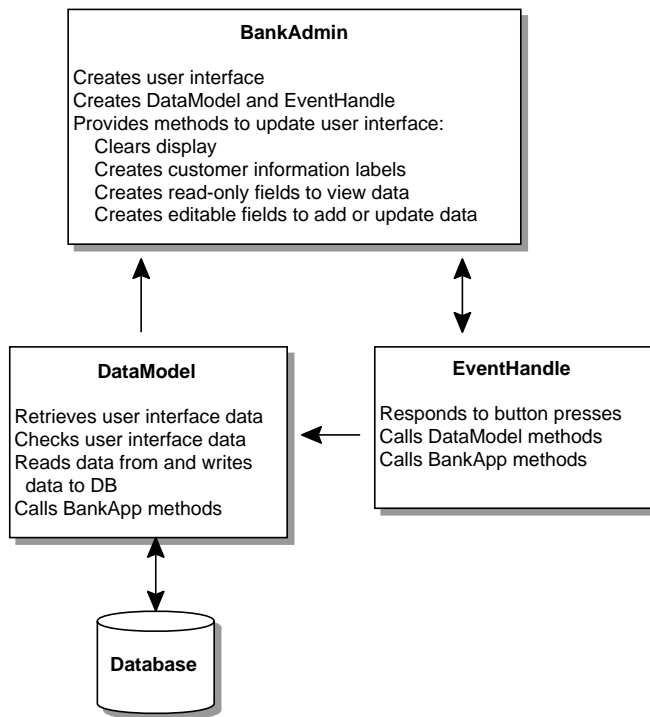 BankAdmin
Creates user interface
Creates DataModel and EventHandle
Provides methods to update user interface:
Clears display
Creates customer information labels
Creates read-only fields to view data
Creates editable fields to add or update data
DataModel
Retrieves user interface data
Checks user interface data
Reads data from and writes
data to DB
Calls BankApp methods
EventHandle
Responds to button presses
Calls DataModel methods
Calls BankApp methods
Database